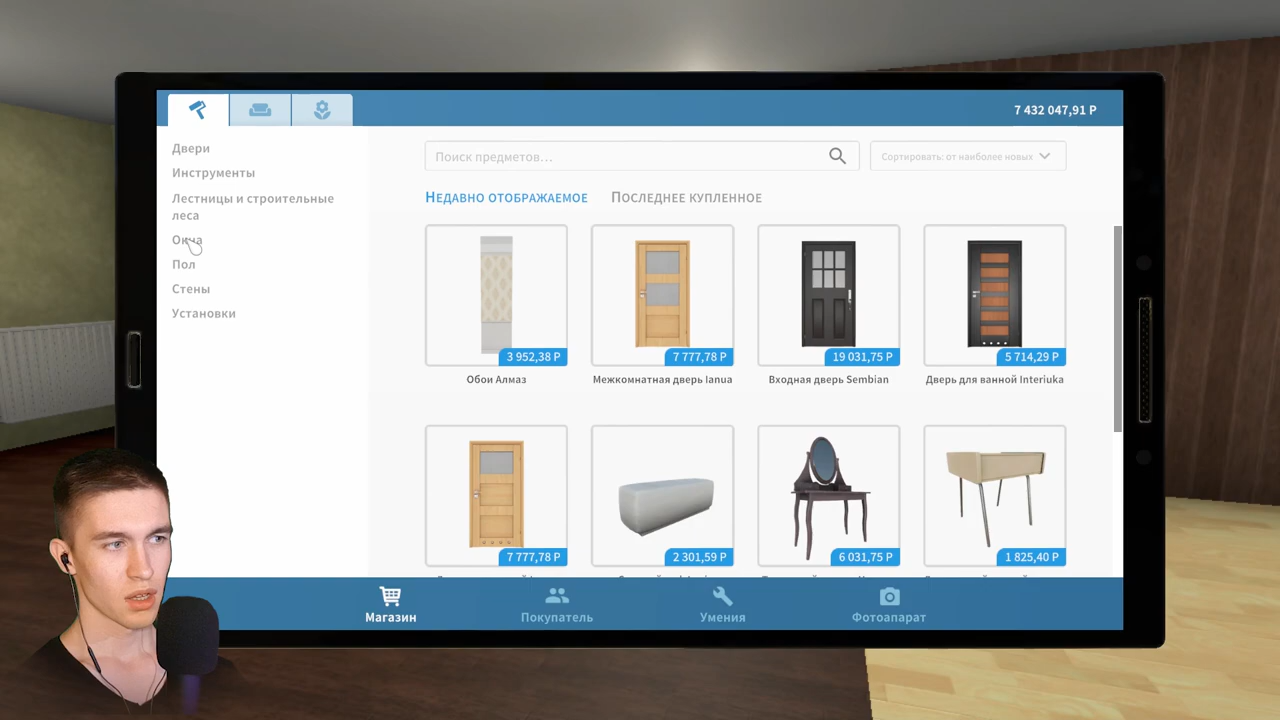 7 432 047,91 Р
Двери
Инструменты
Лестницы и строительные
леса
Окна
Пол
Стены
Установки
Поиск предметов...
Сортировать: от наиболее новых
Недавно отображаемое
Последнее купленное
3 952,38 Р
7 777,78 Р
19 031,75 Р
5 714,29 Р
Обои Алмаз
Межкомнатная дверь Ianua
Входная дверь Sembian
Дверь для ванной Interiuka
7 777,78 Р
2 301,59 Р
6 031,75 Р
1 825,40 Р
Магазин
Покупатель
Умения
Фотоаппарат